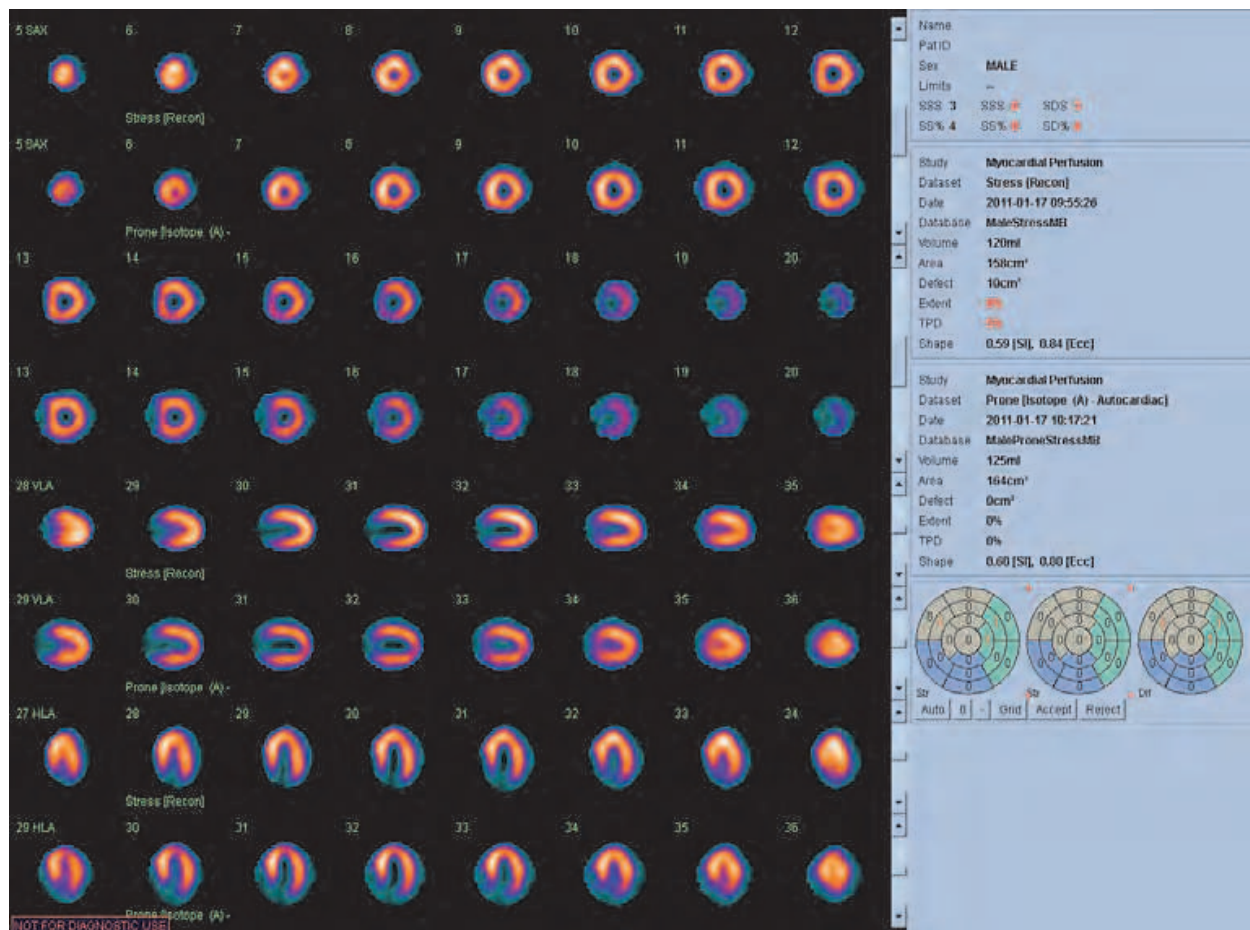 5 SAX 6 7 8 9 10 11 12
Stress [Recon]
5 SAX 6 7 8 9 10 11 12
Prone [Isotope (A) -
13 14 15 16 17 18 19 20
13 14 15 16 17 18 19 20
28 VLA 29 30 31 32 33 34 35
Stress [Recon]
29 VLA 30 31 32 33 34 35 36
Prone [Isotope (A) -
27 HLA 28 29 30 31 32 33 34
Stress [Recon]
29 HLA 30 31 32 33 34 35 36
Prone [Isotope (A) -
NOT FOR DIAGNOSTIC USE
Name
Pat ID
Sex MALE
Limits --
SSS 3 SSS SDS
SS% 4 SS% SD%
Study Myocardial Perfusion
Dataset Stress [Recon]
Date 2011-01-17 09:55:26
Database MaleStressMB
Volume 120ml
Area 158cm²
Defect 10cm²
Extent
TPD
Shape 0.59 [SI], 0.84 [Ecc]
Study Myocardial Perfusion
Dataset Prone [Isotope (A) - Autocardiac]
Date 2011-01-17 10:17:21
Database MaleProneStressMB
Volume 125ml
Area 164cm²
Defect 0cm²
Extent 0%
TPD 0%
Shape 0.60 [SI], 0.80 [Ecc]
Str Str Dif
Auto 0 - Grid Accept Reject